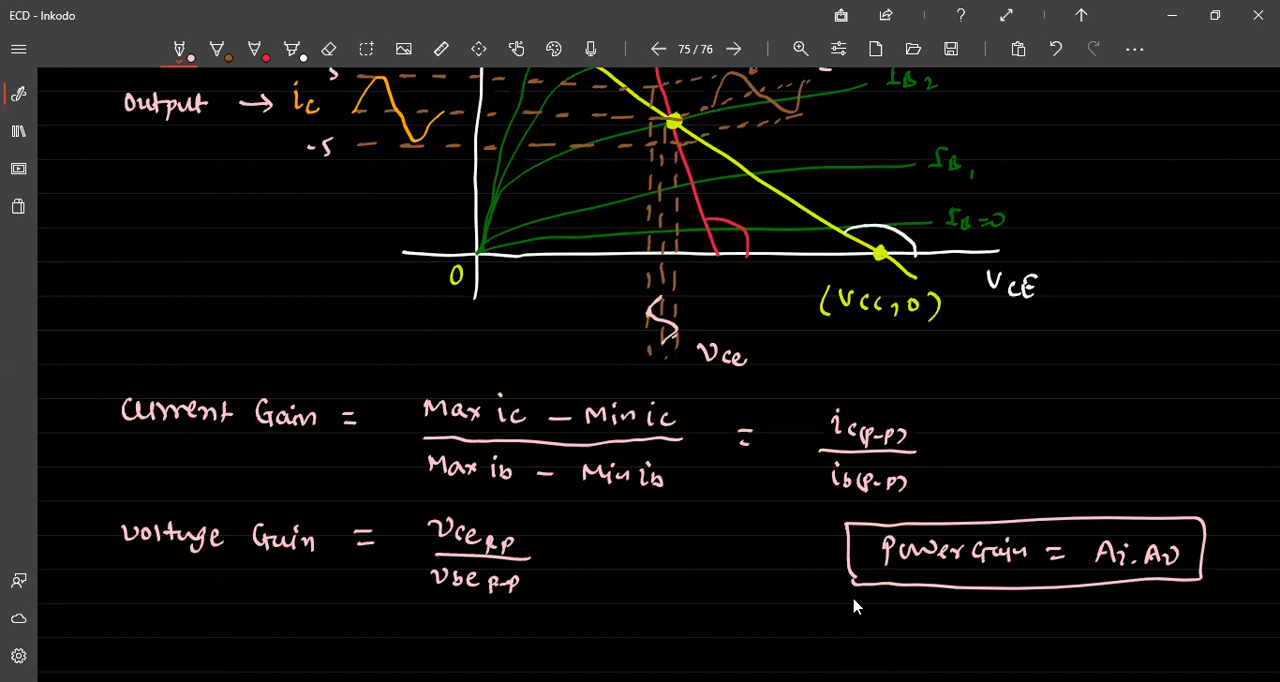 ECD - Inkodo
75 / 76
5
Output → ic
-5
IB2
IB1
IB=0
0
VCE
(VCC, 0)
Vce
Current Gain = Max ic - Min ic / Max ib - Min ib = ic(p-p) / ib(p-p)
Voltage Gain = Vce p.p / Vbe p-p
Power Gain = Ai. Av